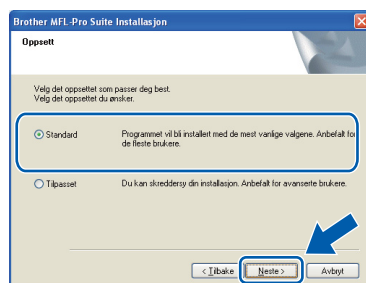 Brother MFL-Pro Suite Installasjon
Oppsett
Velg det oppsettet som passer deg best.
Velg det oppsettet du ønsker.
Standard
Programmet vil bli installert med de mest vanlige valgene. Anbefalt for
de fleste brukere.
Tilpasset
Du kan skreddersy din installasjon. Anbefalt for avanserte brukere.
< Tilbake
Neste >
Avbryt